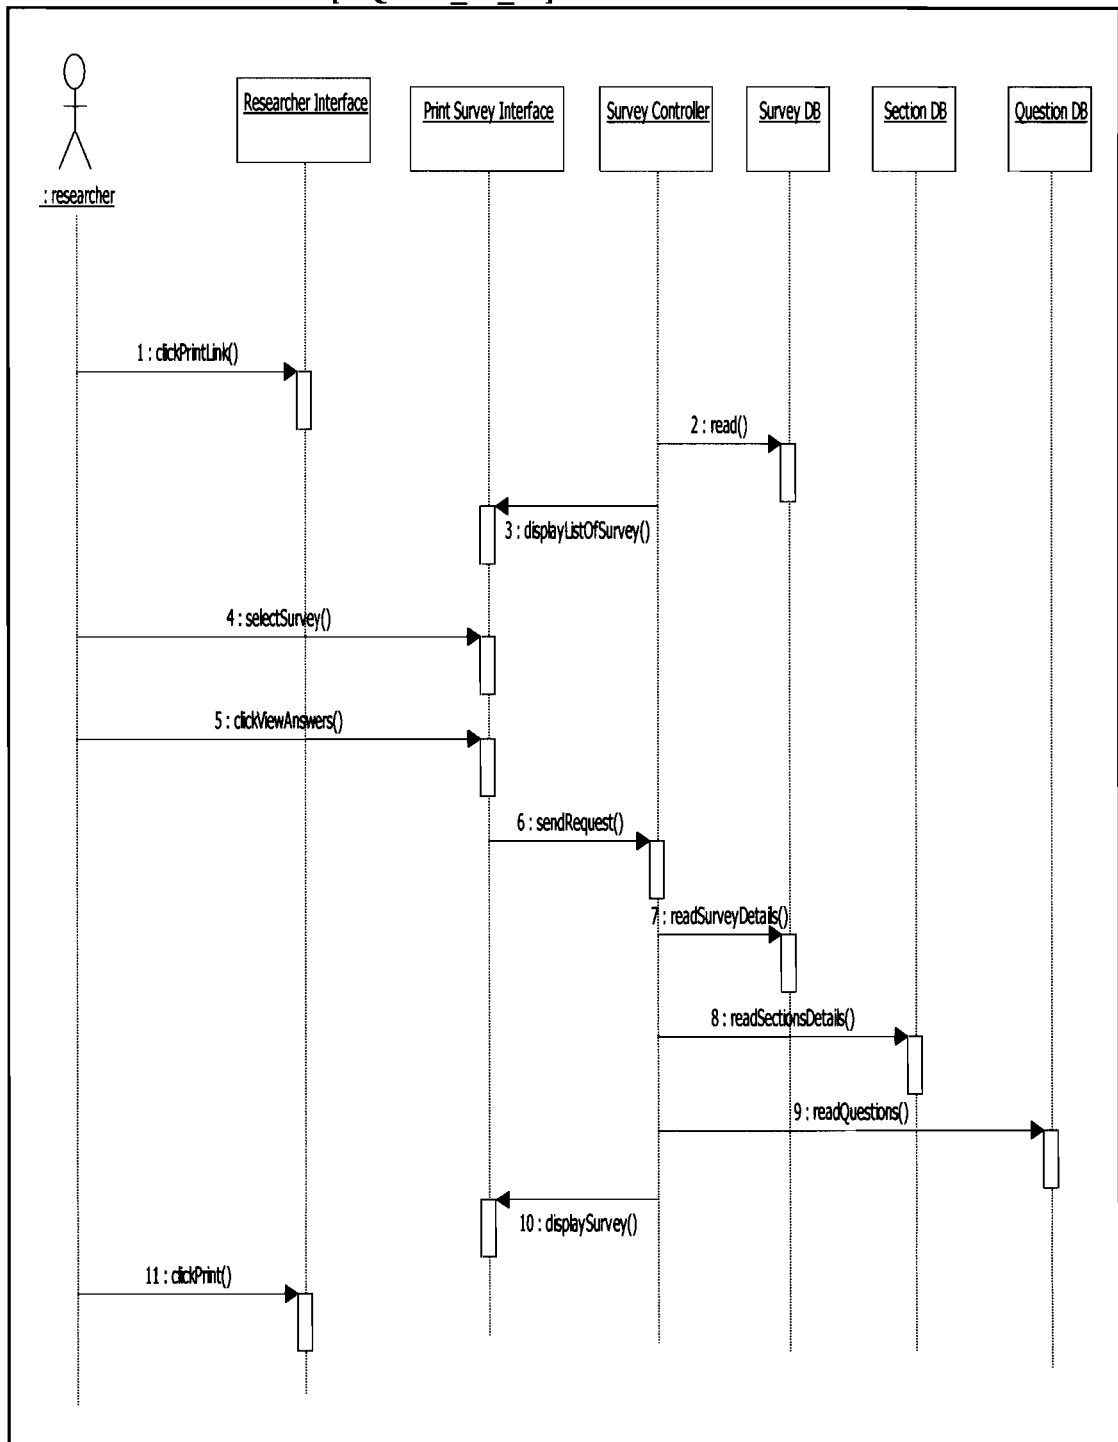 Researcher Interface
Print Survey Interface
Survey Controller
Survey DB
Section DB
Question DB
: researcher
1 : clickPrintLink()
2 : read()
3 : displayListOfSurvey()
4 : selectSurvey()
5 : clickViewAnswers()
6 : sendRequest()
7 : readSurveyDetails()
8 : readSectionsDetails()
9 : readQuestions()
10 : displaySurvey()
11 : clickPrint()